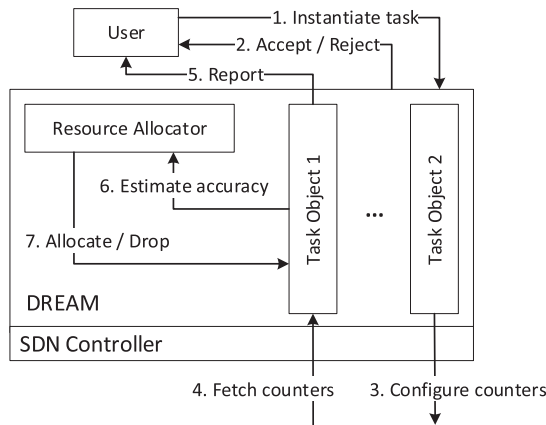 1. Instantiate task
User
2. Accept / Reject
5. Report
Resource Allocator
Task Object 1
Task Object 2
6. Estimate accuracy
...
7. Allocate / Drop
DREAM
SDN Controller
4. Fetch counters
3. Configure counters